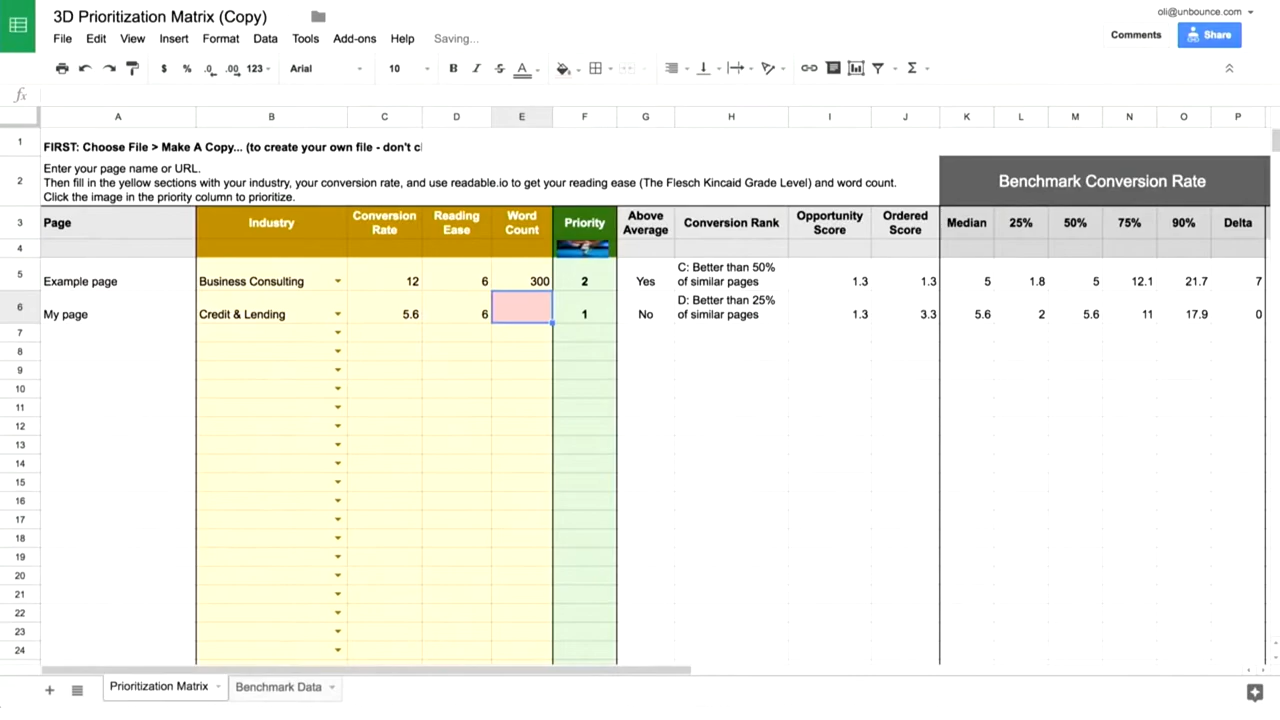 3D Prioritization Matrix (Copy)
oli@unbounce.com
File Edit View Insert Format Data Tools Add-ons Help Saving...
Comments Share
$ % .0 .00 123 Arial 10 B I S A Σ
fx
A B C D E F G H I J K L M N O P
1 FIRST: Choose File > Make A Copy... (to create your own file - don't c
2 Enter your page name or URL.
Then fill in the yellow sections with your industry, your conversion rate, and use readable.io to get your reading ease (The Flesch Kincaid Grade Level) and word count.
Click the image in the priority column to prioritize.
Benchmark Conversion Rate
3 Page Industry Conversion Rate Reading Ease Word Count Priority Above Average Conversion Rank Opportunity Score Ordered Score Median 25% 50% 75% 90% Delta
4
5 Example page Business Consulting 12 6 300 2 Yes C: Better than 50% of similar pages 1.3 1.3 5 1.8 5 12.1 21.7 7
6 My page Credit & Lending 5.6 6 1 No D: Better than 25% of similar pages 1.3 3.3 5.6 2 5.6 11 17.9 0
7
8
9
10
11
12
13
14
15
16
17
18
19
20
21
22
23
24
Prioritization Matrix Benchmark Data